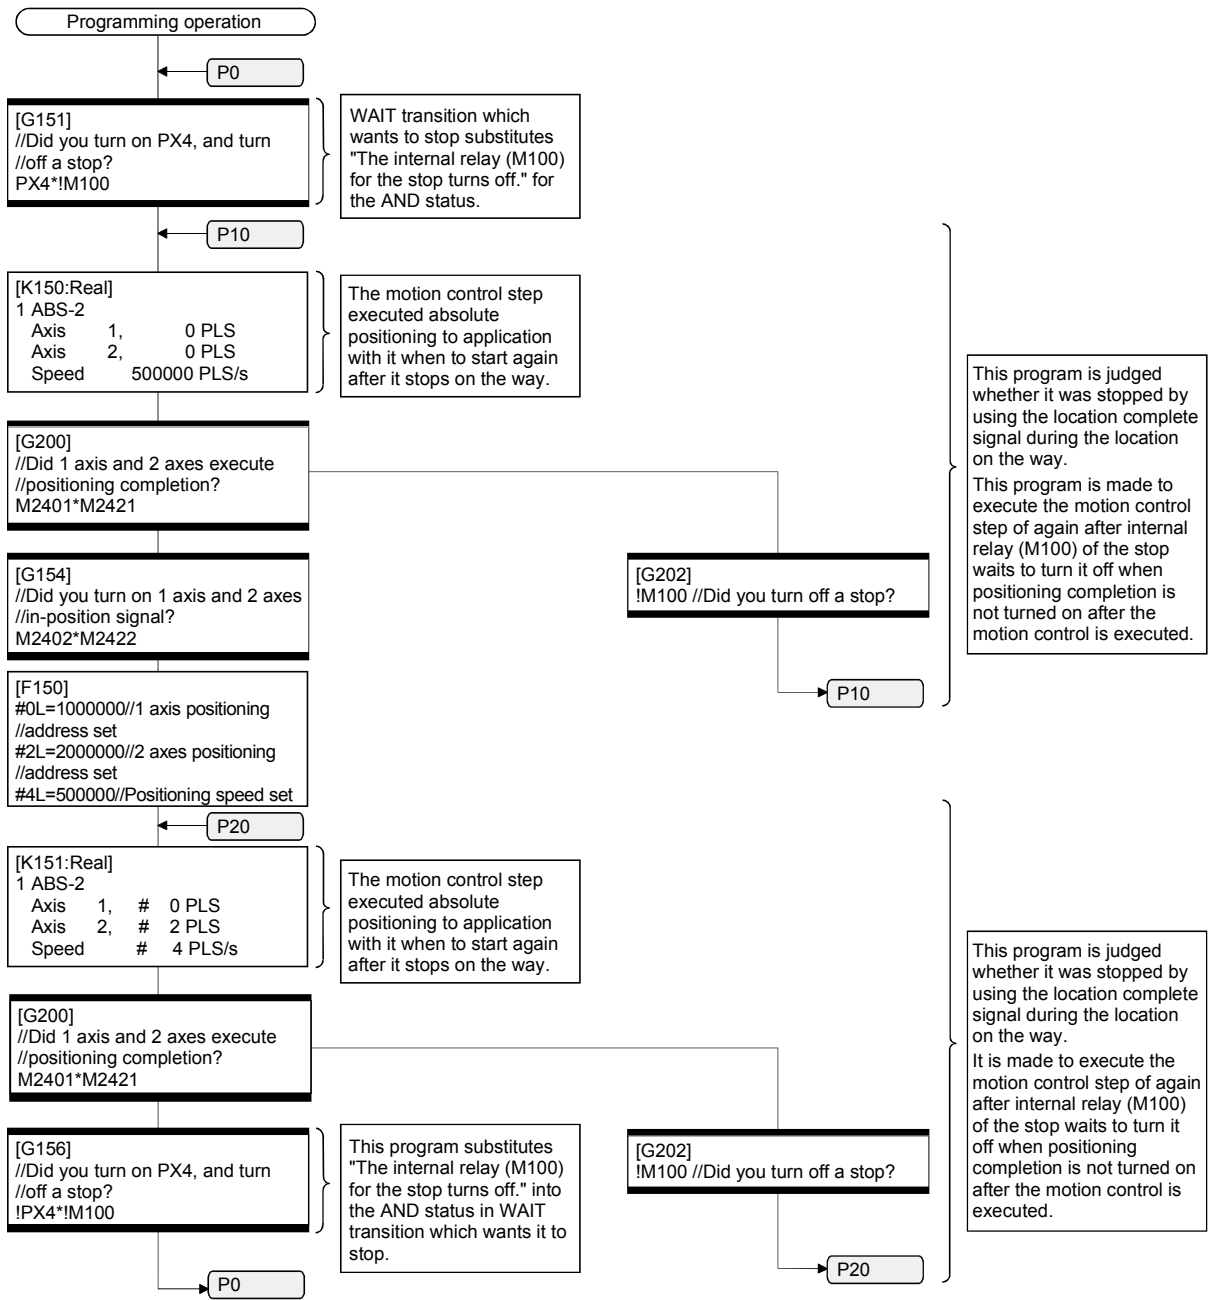 Programming operation
P0
[G151]
//Did you turn on PX4, and turn
//off a stop?
PX4*!M100
WAIT transition which
wants to stop substitutes
"The internal relay (M100)
for the stop turns off." for
the AND status.
P10
[K150:Real]
1 ABS-2
Axis 1, 0 PLS
Axis 2, 0 PLS
Speed 500000 PLS/s
The motion control step
executed absolute
positioning to application
with it when to start again
after it stops on the way.
[G200]
//Did 1 axis and 2 axes execute
//positioning completion?
M2401*M2421
[G154]
//Did you turn on 1 axis and 2 axes
//in-position signal?
M2402*M2422
[G202]
!M100 //Did you turn off a stop?
P10
This program is judged
whether it was stopped by
using the location complete
signal during the location
on the way.
This program is made to
execute the motion control
step of again after internal
relay (M100) of the stop
waits to turn it off when
positioning completion is
not turned on after the
motion control is executed.
[F150]
#0L=1000000//1 axis positioning
//address set
#2L=2000000//2 axes positioning
//address set
#4L=500000//Positioning speed set
P20
[K151:Real]
1 ABS-2
Axis 1, # 0 PLS
Axis 2, # 2 PLS
Speed # 4 PLS/s
The motion control step
executed absolute
positioning to application
with it when to start again
after it stops on the way.
[G200]
//Did 1 axis and 2 axes execute
//positioning completion?
M2401*M2421
[G156]
//Did you turn on PX4, and turn
//off a stop?
!PX4*!M100
This program substitutes
"The internal relay (M100)
for the stop turns off." into
the AND status in WAIT
transition which wants it to
stop.
P0
[G202]
!M100 //Did you turn off a stop?
P20
This program is judged
whether it was stopped by
using the location complete
signal during the location
on the way.
It is made to execute the
motion control step of again
after internal relay (M100)
of the stop waits to turn it
off when positioning
completion is not turned on
after the motion control is
executed.